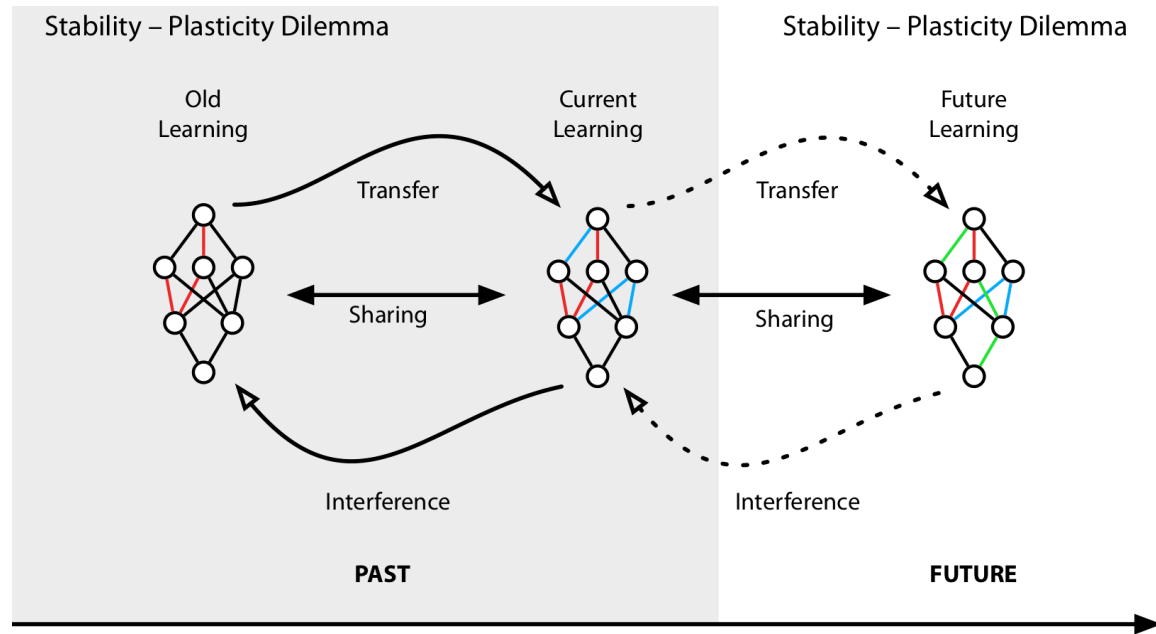 Stability – Plasticity Dilemma
Stability – Plasticity Dilemma
Old
Learning
Current
Learning
Future
Learning
Transfer
Transfer
Sharing
Sharing
Interference
Interference
PAST
FUTURE